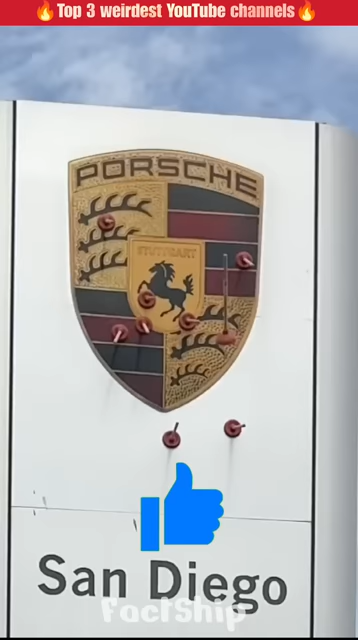 🔥Top 3 weirdest YouTube channels🔥
PORSCHE
STUTTGART
San Diego
FactShip